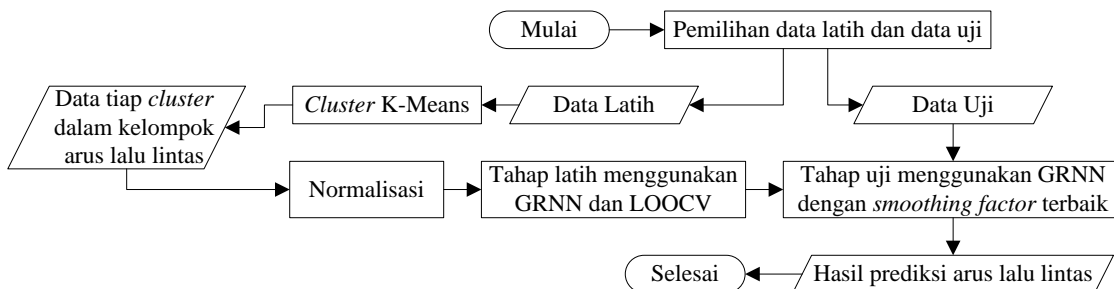 Mulai
Pemilihan data latih dan data uji
Data tiap cluster
dalam kelompok
arus lalu lintas
Cluster K-Means
Data Latih
Data Uji
Normalisasi
Tahap latih menggunakan
GRNN dan LOOCV
Tahap uji menggunakan GRNN
dengan smoothing factor terbaik
Selesai
Hasil prediksi arus lalu lintas